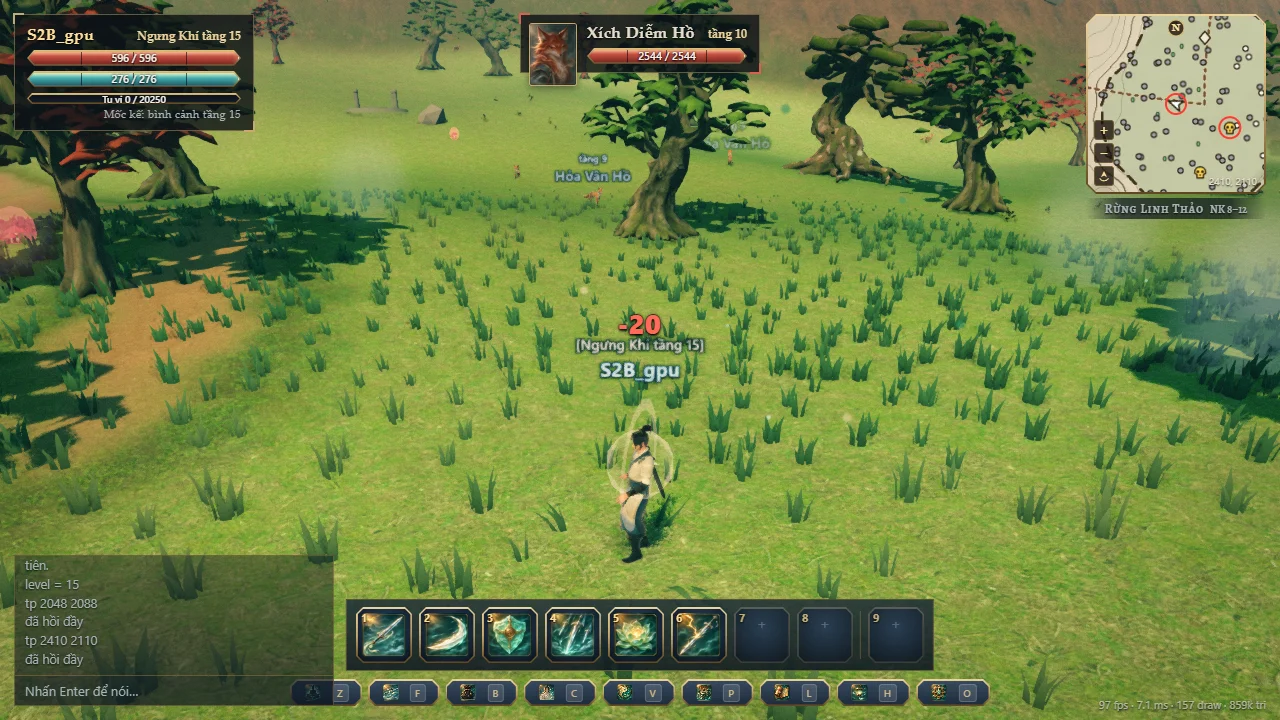 S2B_gpu Ngưng Khí tầng 15
596 / 596
276 / 276
Tu vi 0 / 20250
Mốc kế: bình cảnh tầng 15
Xích Diễm Hồ tầng 10
2544 / 2544
N
+
−
2410, 2110
Rừng Linh Thảo NK 8–12
tầng 9
Hỏa Vân Hồ
Vân Hồ
-20
[Ngưng Khí tầng 15]
S2B_gpu
tiên.
level = 15
tp 2048 2088
đã hồi đầy
tp 2410 2110
đã hồi đầy
Nhấn Enter để nói...
1 2 3 4 5 6 7 8 9
+ + +
Z F B C V P L H O
97 fps · 7.1 ms · 157 draw · 859k tri